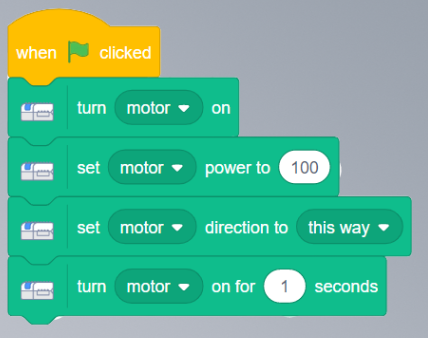 when clicked
turn motor on
set motor power to 100
set motor direction to this way
turn motor on for 1 seconds